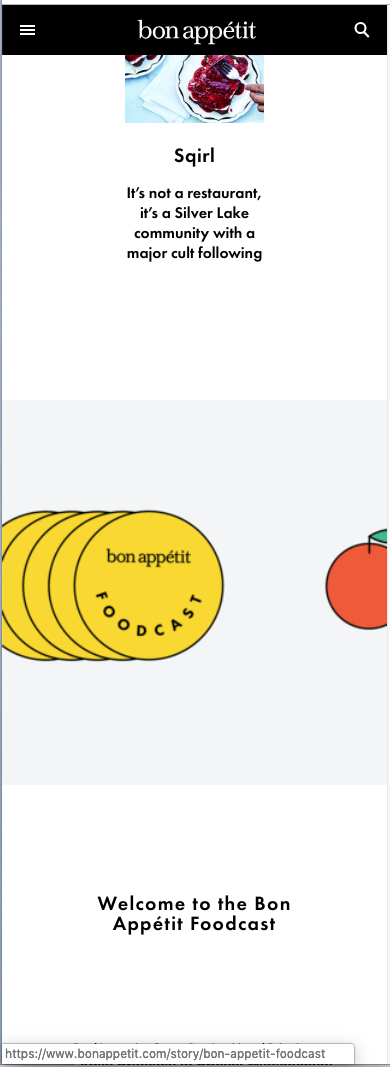 bon appétit
Sqirl
It's not a restaurant,
it's a Silver Lake
community with a
major cult following
bon appétit
FOODCAST
Welcome to the Bon
Appétit Foodcast
https://www.bonappetit.com/story/bon-appetit-foodcast